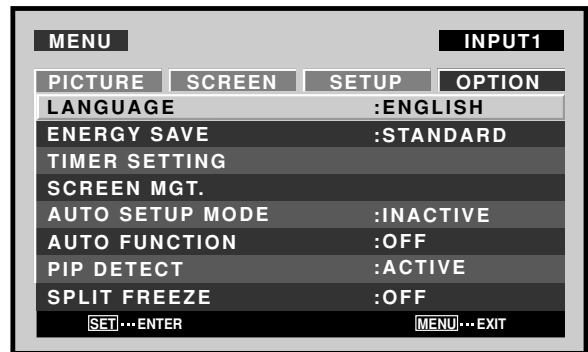 MENU INPUT1
PICTURE SCREEN SETUP OPTION
LANGUAGE :ENGLISH
ENERGY SAVE :STANDARD
TIMER SETTING
SCREEN MGT.
AUTO SETUP MODE :INACTIVE
AUTO FUNCTION :OFF
PIP DETECT :ACTIVE
SPLIT FREEZE :OFF
SET···ENTER MENU···EXIT